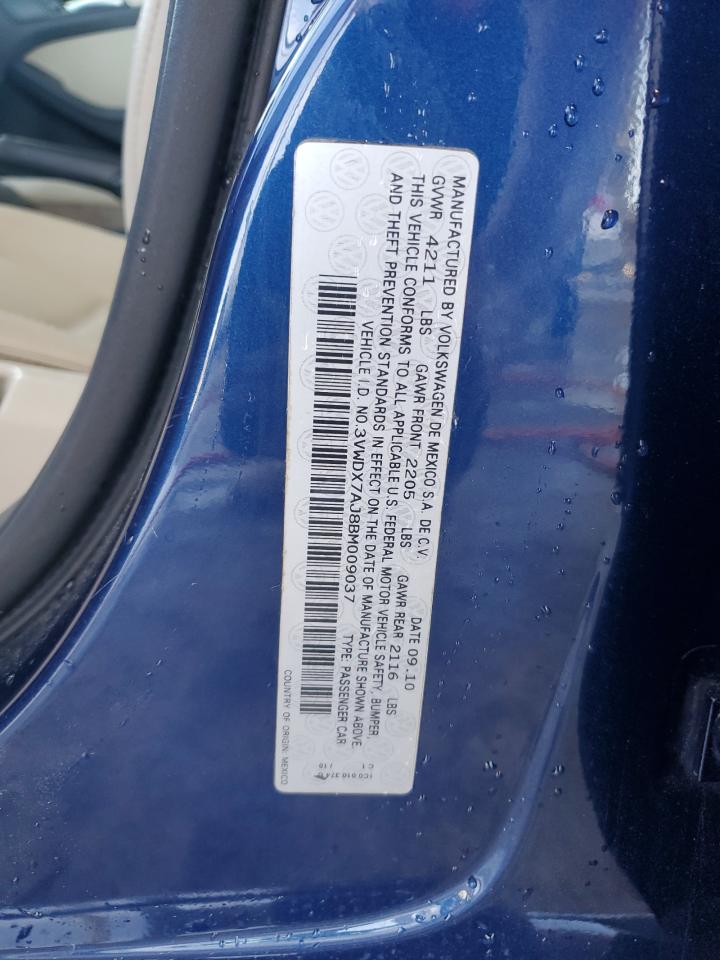 MANUFACTURED BY VOLKSWAGEN DE MEXICO S.A. DE C.V.
DATE 09.10
GVWR 4211 LBS GAWR FRONT 2205 LBS GAWR REAR 2116 LBS
THIS VEHICLE CONFORMS TO ALL APPLICABLE U.S. FEDERAL MOTOR VEHICLE SAFETY, BUMPER,
AND THEFT PREVENTION STANDARDS IN EFFECT ON THE DATE OF MANUFACTURE SHOWN ABOVE.
VEHICLE I.D. NO.3VWDX7AJ8BM009037 TYPE: PASSENGER CAR
COUNTRY OF ORIGIN: MEXICO